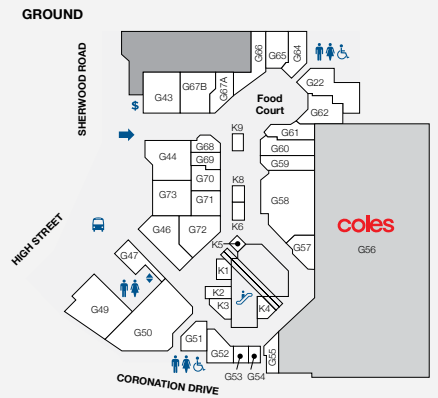 GROUND
SHERWOOD ROAD
G66
G65
G64
G43
G67B
G67A
$
G22
G62
Food
Court
K9
G61
G60
G59
G68
G69
G44
G70
G73
G71
K8
G58
G46
G72
K6
coles
G56
G57
K5
HIGH STREET
G47
K1
K2
K3
K4
G49
G50
G51
G52
G53
G54
G55
CORONATION DRIVE